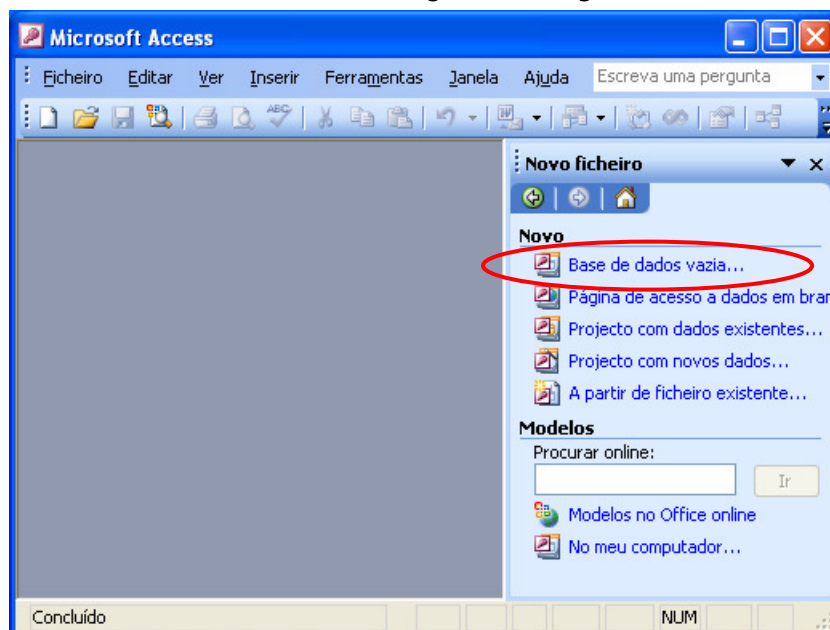 Microsoft Access
Ficheiro Editar Ver Inserir Ferramentas Janela Ajuda Escreva uma pergunta
ABC
Novo ficheiro
Novo
Base de dados vazia...
Página de acesso a dados em bran
Projecto com dados existentes...
Projecto com novos dados...
A partir de ficheiro existente...
Modelos
Procurar online:
Ir
Modelos no Office online
No meu computador...
Concluído NUM